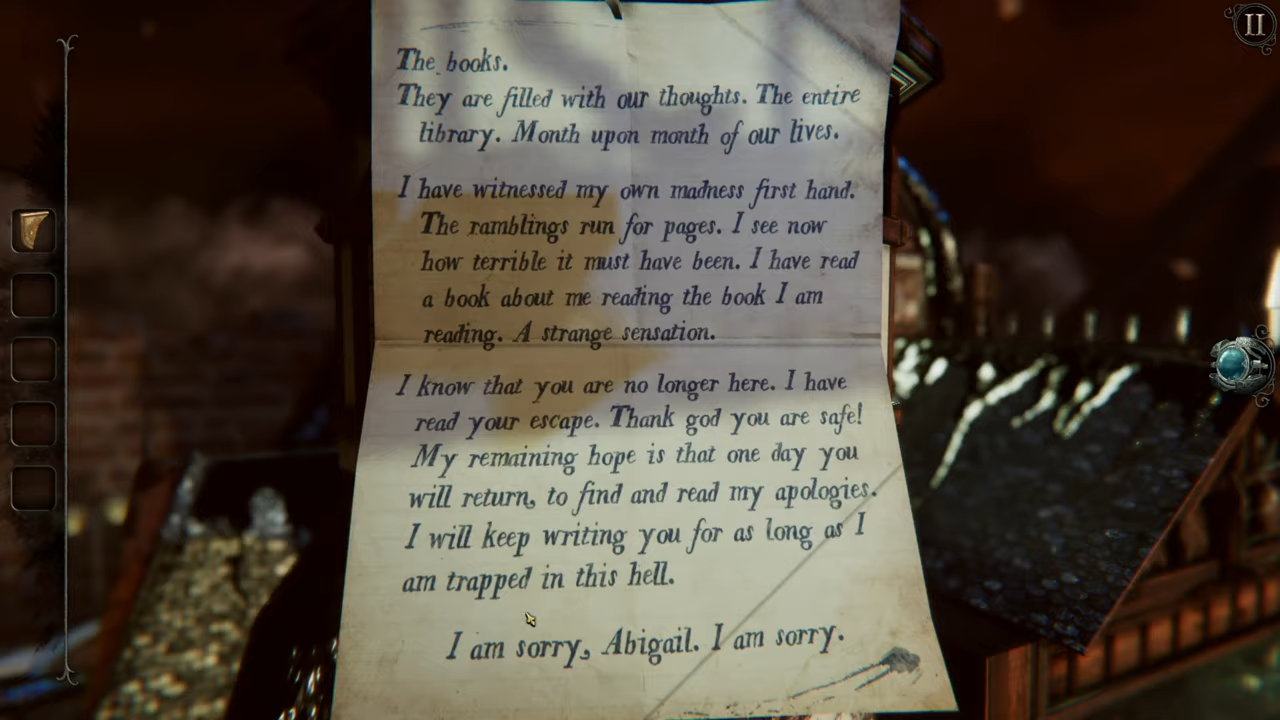 II
The books.
They are filled with our thoughts. The entire
library. Month upon month of our lives.
I have witnessed my own madness first hand.
The ramblings run for pages. I see now
how terrible it must have been. I have read
a book about me reading the book I am
reading. A strange sensation.
I know that you are no longer here. I have
read your escape. Thank god you are safe!
My remaining hope is that one day you
will return, to find and read my apologies.
I will keep writing you for as long as I
am trapped in this hell.
I am sorry, Abigail. I am sorry.